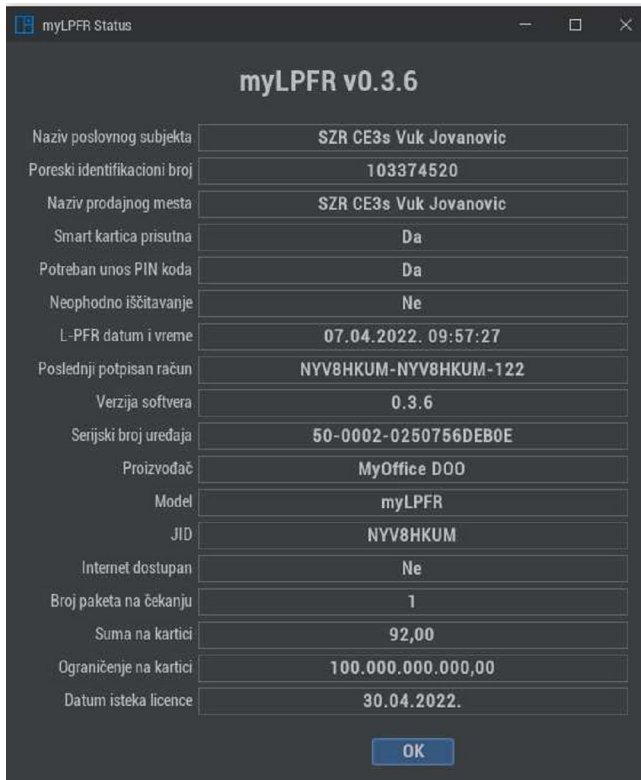 myLPFR Status
myLPFR v0.3.6
Naziv poslovnog subjekta SZR CE3s Vuk Jovanovic
Poreski identifikacioni broj 103374520
Naziv prodajnog mesta SZR CE3s Vuk Jovanovic
Smart kartica prisutna Da
Potreban unos PIN koda Da
Neophodno iščitavanje Ne
L-PFR datum i vreme 07.04.2022. 09:57:27
Poslednji potpisan račun NYV8HKUM-NYV8HKUM-122
Verzija softvera 0.3.6
Serijski broj uređaja 50-0002-0250756DEB0E
Proizvođač MyOffice DOO
Model myLPFR
JID NYV8HKUM
Internet dostupan Ne
Broj paketa na čekanju 1
Suma na kartici 92,00
Ograničenje na kartici 100.000.000.000,00
Datum isteka licence 30.04.2022.
OK